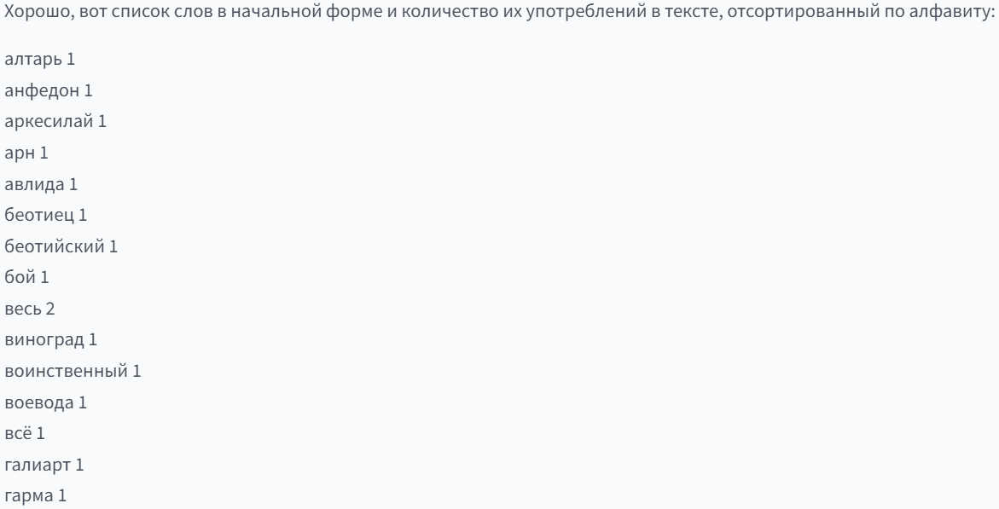 Хорошо, вот список слов в начальной форме и количество их употреблений в тексте, отсортированный по алфавиту:
алтарь 1
анфедон 1
аркесилай 1
арн 1
авлида 1
беотиец 1
беотийский 1
бой 1
весь 2
виноград 1
воинственный 1
воевода 1
всё 1
галиарт 1
гарма 1